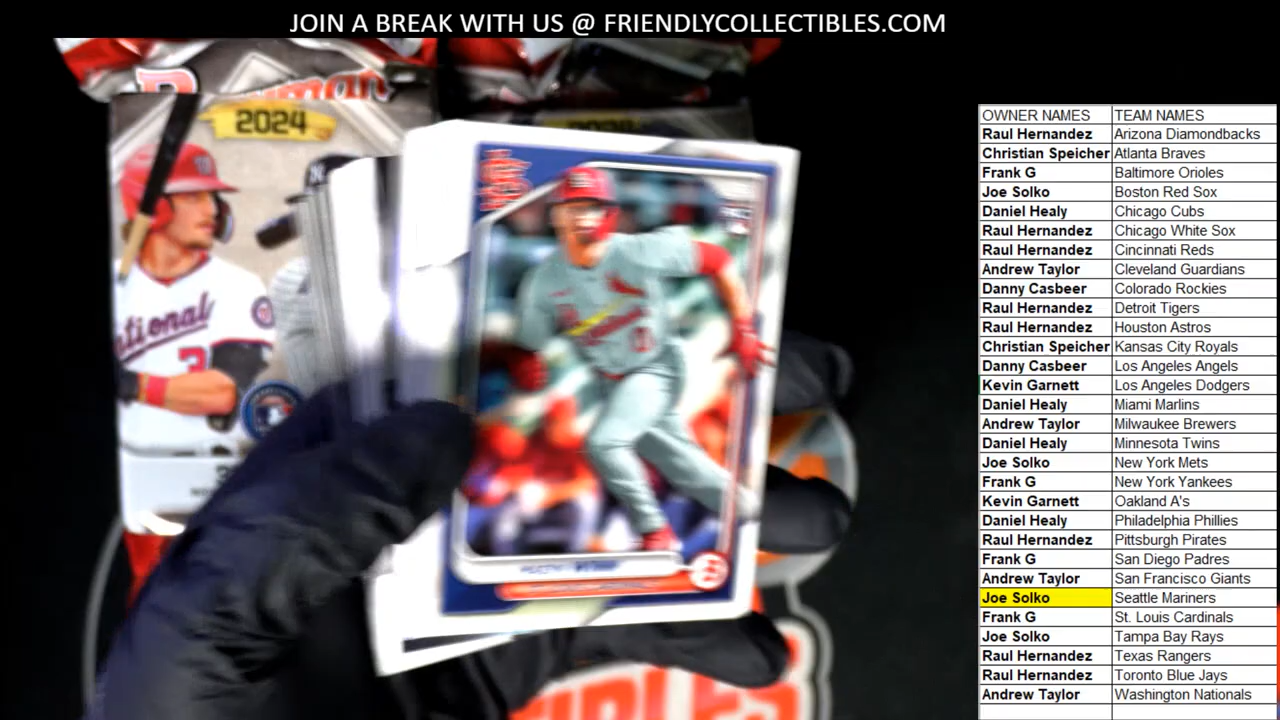 JOIN A BREAK WITH US @ FRIENDLYCOLLECTIBLES.COM
2024
OWNER NAMES TEAM NAMES
Raul Hernandez Arizona Diamondbacks
Christian Speicher Atlanta Braves
Frank G Baltimore Orioles
Joe Solko Boston Red Sox
Daniel Healy Chicago Cubs
Raul Hernandez Chicago White Sox
Raul Hernandez Cincinnati Reds
Andrew Taylor Cleveland Guardians
Danny Casbeer Colorado Rockies
Raul Hernandez Detroit Tigers
Raul Hernandez Houston Astros
Christian Speicher Kansas City Royals
Danny Casbeer Los Angeles Angels
Kevin Garnett Los Angeles Dodgers
Daniel Healy Miami Marlins
Andrew Taylor Milwaukee Brewers
Daniel Healy Minnesota Twins
Joe Solko New York Mets
Frank G New York Yankees
Kevin Garnett Oakland A's
Daniel Healy Philadelphia Phillies
Raul Hernandez Pittsburgh Pirates
Frank G San Diego Padres
Andrew Taylor San Francisco Giants
Joe Solko Seattle Mariners
Frank G St. Louis Cardinals
Joe Solko Tampa Bay Rays
Raul Hernandez Texas Rangers
Raul Hernandez Toronto Blue Jays
Andrew Taylor Washington Nationals